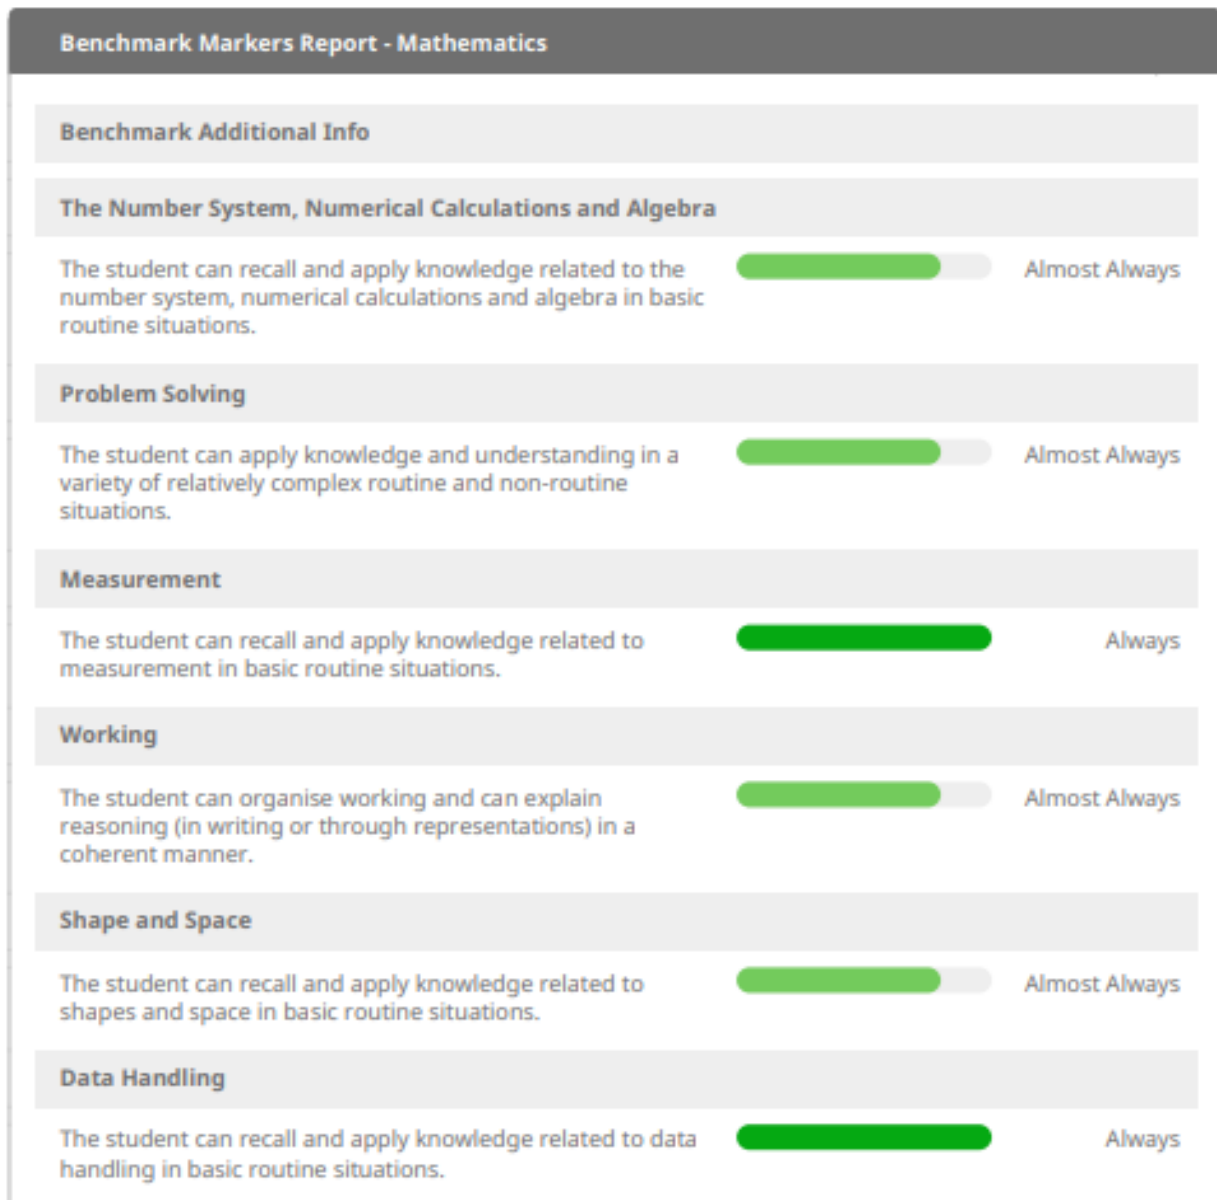 Benchmark Markers Report - Mathematics
Benchmark Additional Info
The Number System, Numerical Calculations and Algebra
The student can recall and apply knowledge related to the
number system, numerical calculations and algebra in basic
routine situations.
Almost Always
Problem Solving
The student can apply knowledge and understanding in a
variety of relatively complex routine and non-routine
situations.
Almost Always
Measurement
The student can recall and apply knowledge related to
measurement in basic routine situations.
Always
Working
The student can organise working and can explain
reasoning (in writing or through representations) in a
coherent manner.
Almost Always
Shape and Space
The student can recall and apply knowledge related to
shapes and space in basic routine situations.
Almost Always
Data Handling
The student can recall and apply knowledge related to data
handling in basic routine situations.
Always